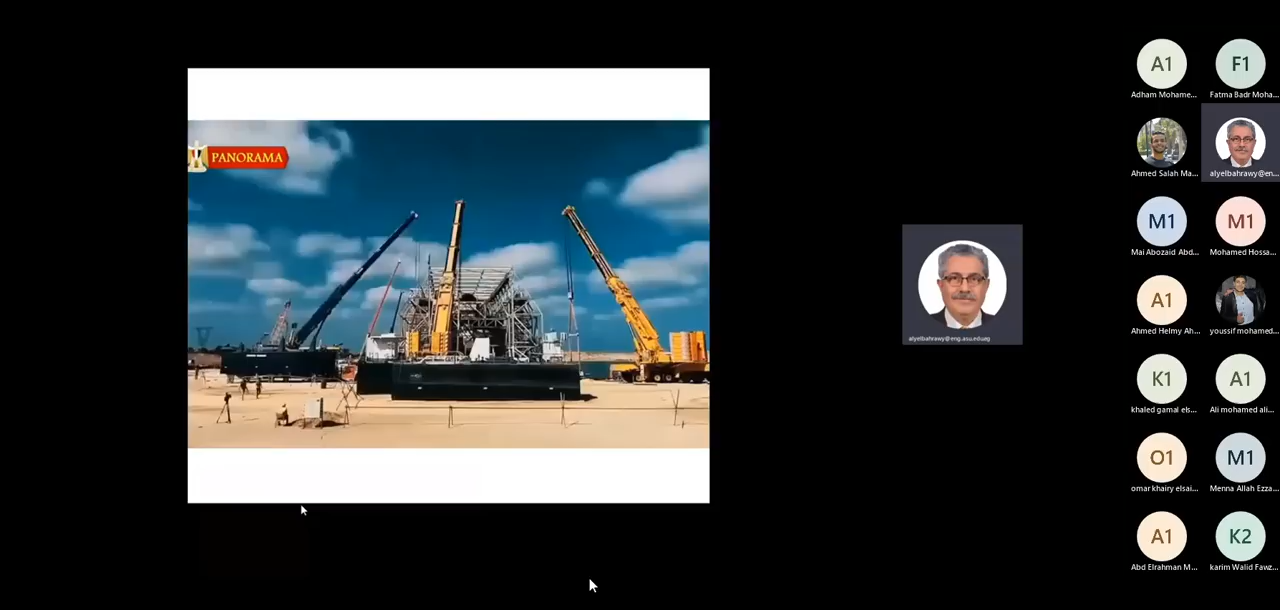 PANORAMA
alyelbahrawy@eng.asu.edu.eg
A1
F1
Adham Mohame...
Fatma Badr Moha...
Ahmed Salah Ma...
alyelbahrawy@en...
M1
M1
Mai Abozaid Abd...
Mohamed Hossa...
A1
Ahmed Helmy Ah...
youssif mohamed...
K1
A1
khaled gamal els...
Ali mohamed ali...
O1
M1
omar khairy elsai...
Menna Allah Ezza...
A1
K2
Abd Elrahman M...
karim Walid Fawz...